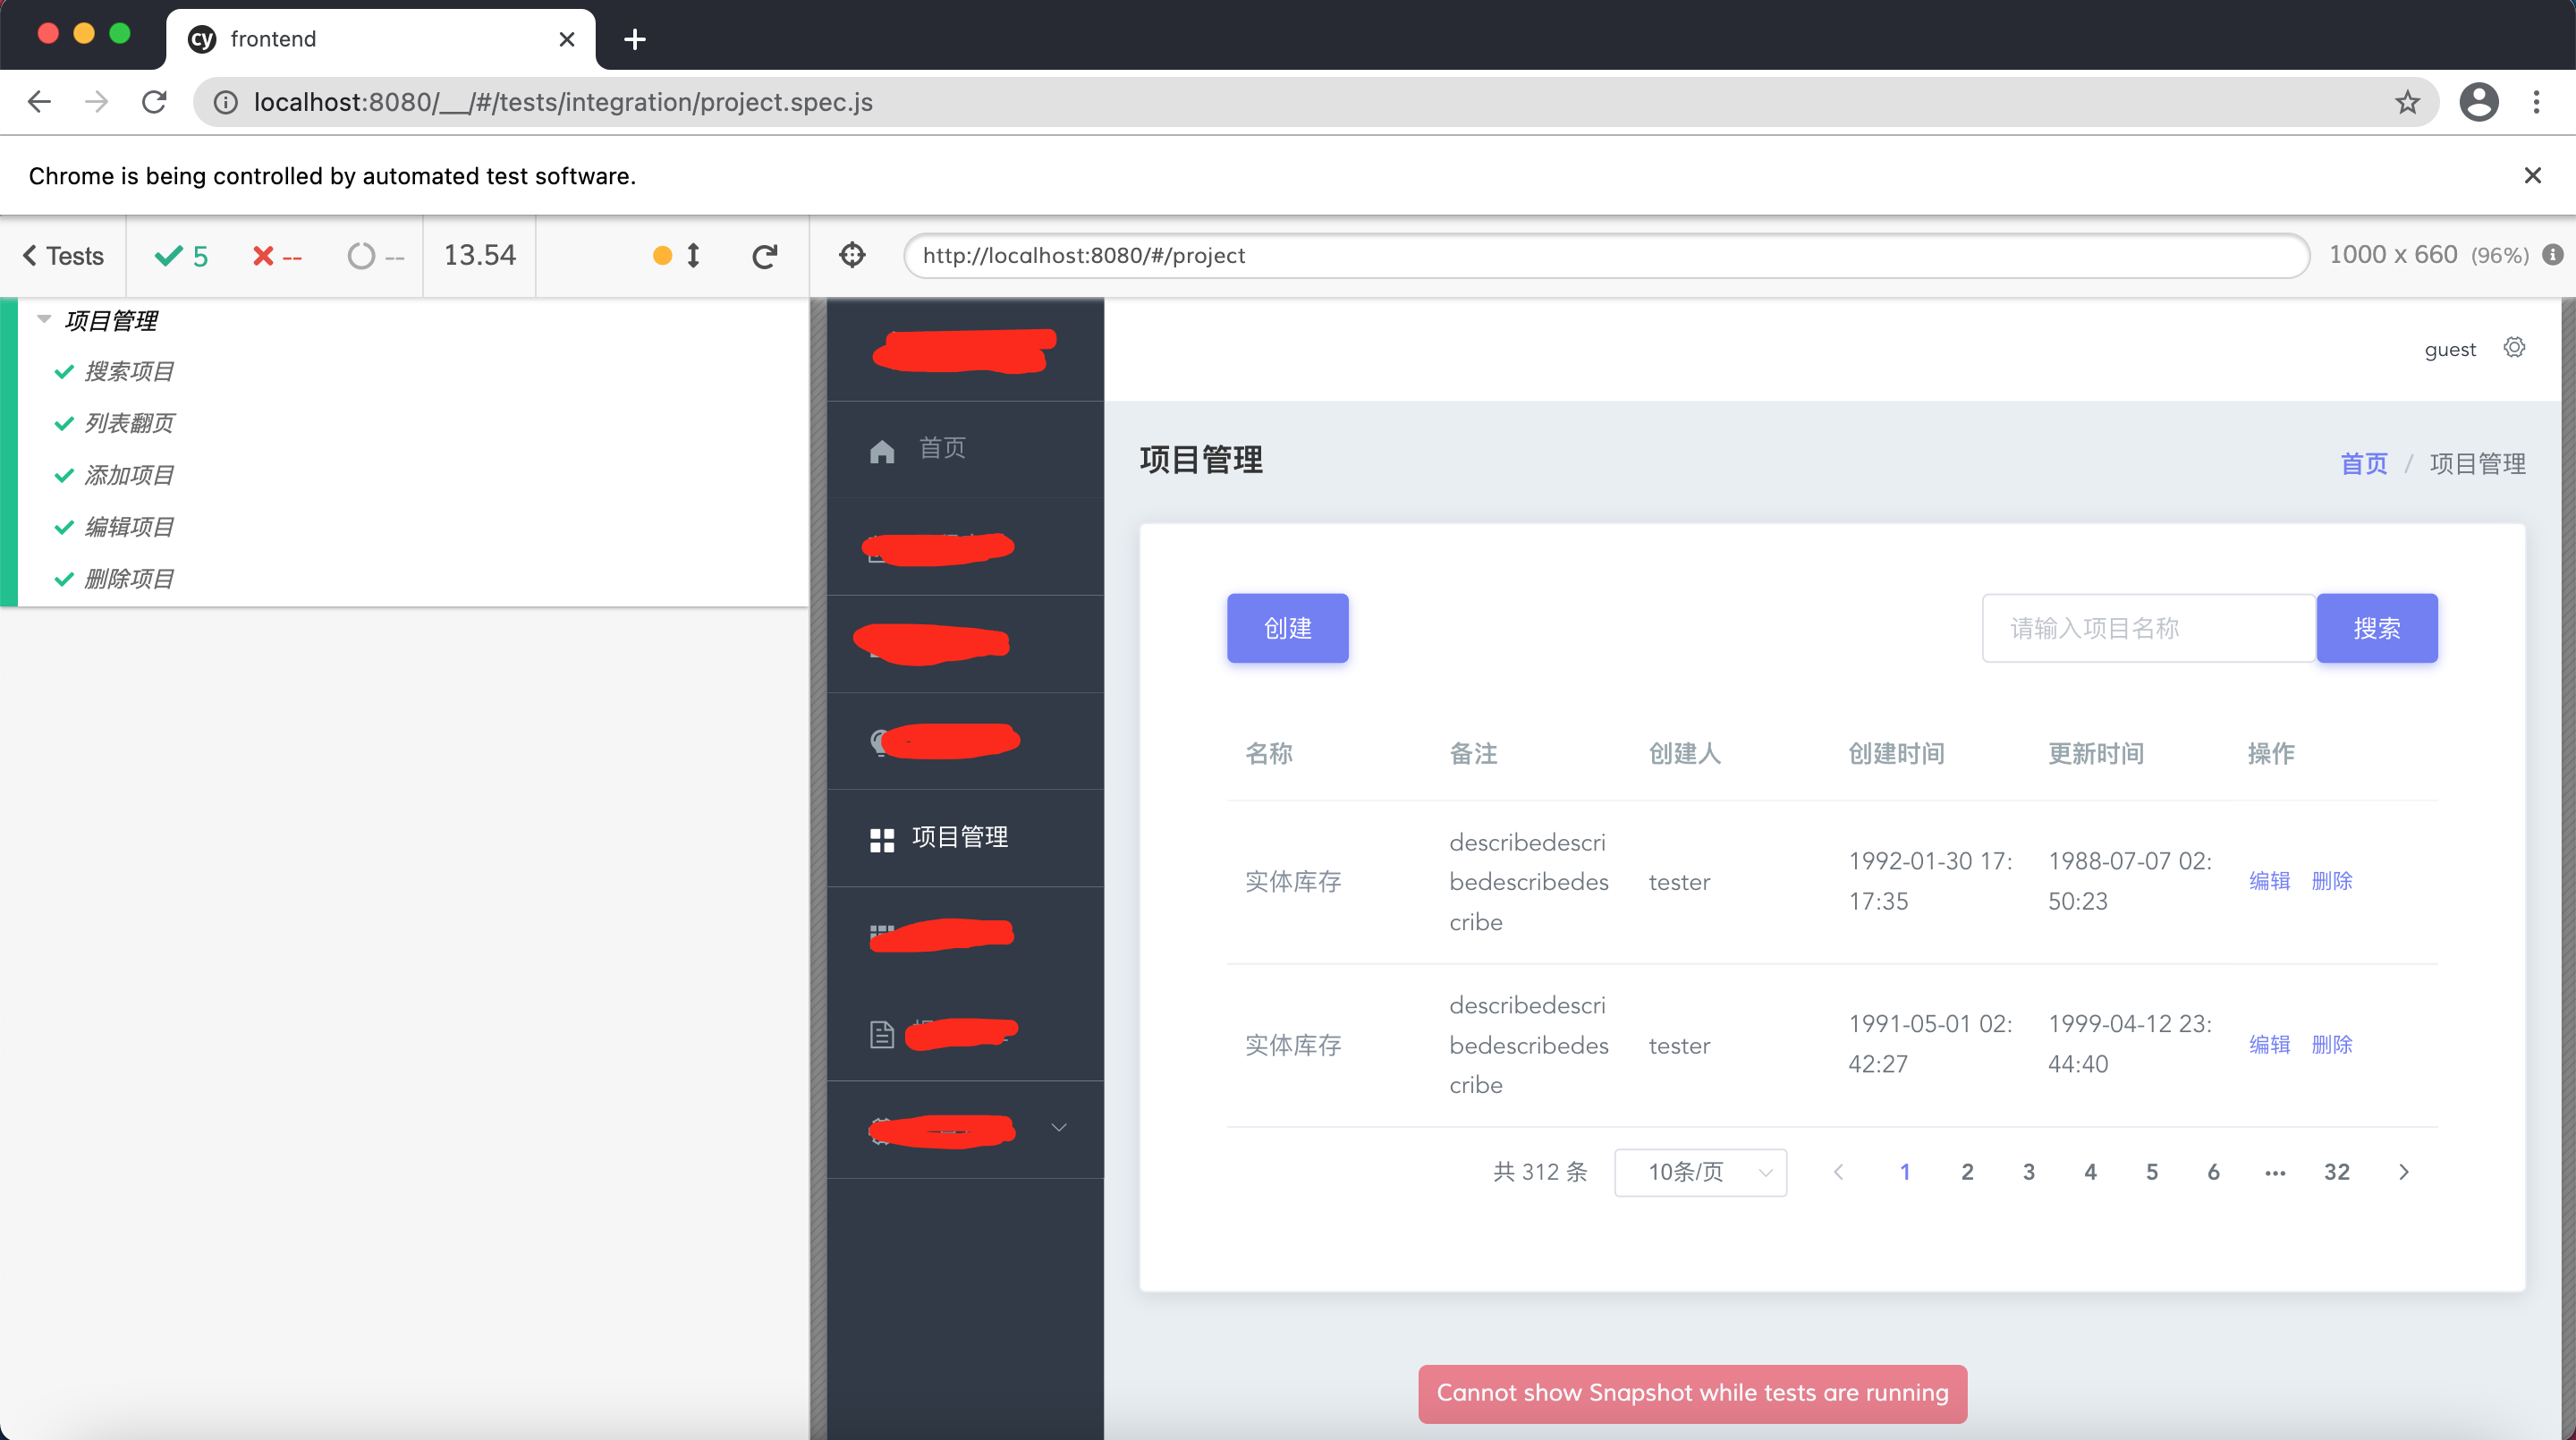 frontend
localhost:8080/__/#/tests/integration/project.spec.js
Chrome is being controlled by automated test software.
Tests 5 -- -- 13.54
http://localhost:8080/#/project 1000 x 660 (96%)
项目管理
搜索项目
列表翻页
添加项目
编辑项目
删除项目
首页
项目管理
guest
项目管理
首页 / 项目管理
创建
请输入项目名称 搜索
名称 备注 创建人 创建时间 更新时间 操作
实体库存
describedescri
bedescribedes
cribe
tester
1992-01-30 17:
17:35
1988-07-07 02:
50:23
编辑 删除
实体库存
describedescri
bedescribedes
cribe
tester
1991-05-01 02:
42:27
1999-04-12 23:
44:40
编辑 删除
共 312 条 10条/页 1 2 3 4 5 6 ... 32
Cannot show Snapshot while tests are running